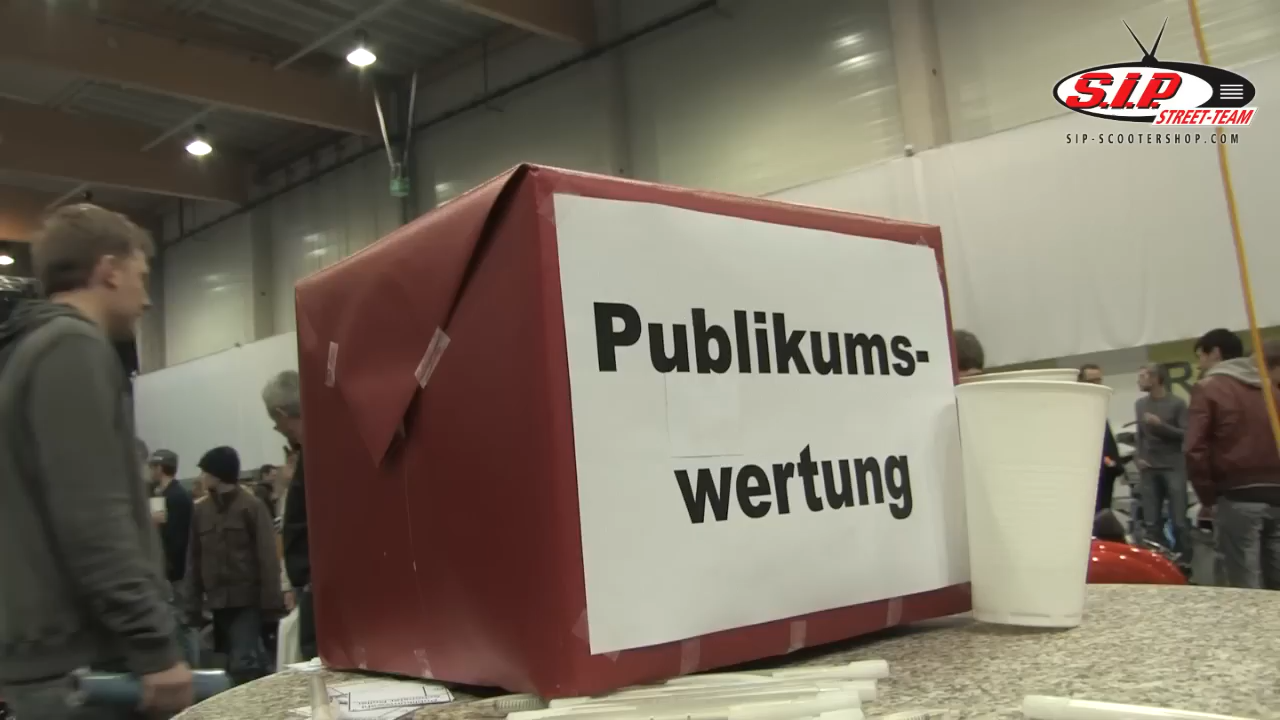 S.I.P.
STREET-TEAM
SIP-SCOOTERSHOP.COM
Publikums-
wertung